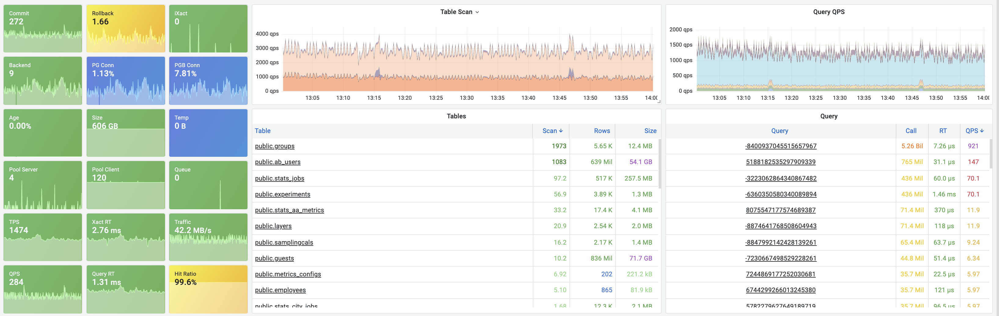 Commit
272
Rollback
1.66
iXact
0
Backend
9
PG Conn
1.13%
PGB Conn
7.81%
Age
0.00%
Size
606 GB
Temp
0 B
Pool Server
4
Pool Client
120
Queue
0
TPS
1474
Xact RT
2.76 ms
Traffic
42.2 MB/s
QPS
284
Query RT
1.31 ms
Hit Ratio
99.6%
Table Scan
4000 qps
3000 qps
2000 qps
1000 qps
0 qps
13:05 13:10 13:15 13:20 13:25 13:30 13:35 13:40 13:45 13:50 13:55 14:00
Query QPS
2000 qps
1500 qps
1000 qps
500 qps
0 qps
13:05 13:10 13:15 13:20 13:25 13:30 13:35 13:40 13:45 13:50 13:55 14:00
Tables
Table Scan Rows Size
public.groups 1973 5.65 K 12.4 MB
public.ab_users 1083 639 Mil 54.1 GB
public.stats_jobs 97.2 517 K 257.5 MB
public.experiments 56.9 3.89 K 1.3 MB
public.stats_aa_metrics 33.2 17.4 K 4.1 MB
public.layers 20.9 2.54 K 2.0 MB
public.samplingcals 16.2 2.17 K 1.4 MB
public.guests 10.2 836 Mil 71.7 GB
public.metrics_configs 6.92 202 221.2 kB
public.employees 5.10 865 81.9 kB
public.stats_city_jobs 1.68 12.3 K 2.1 MB
Query
Query Call RT QPS
-8400937045515657967 5.26 Bil 7.26 µs 921
5188182535297909339 765 Mil 31.1 µs 147
-3223062864340867482 436 Mil 60.0 µs 70.1
-6360350580340089894 436 Mil 1.46 ms 70.1
8075547177574689387 71.4 Mil 370 µs 11.9
-8874641768508604943 71.4 Mil 118 µs 11.9
-8847992142428139261 65.4 Mil 63.7 µs 9.24
-7230667498529228261 44.8 Mil 51.4 µs 6.34
7244869177252030681 35.7 Mil 22.5 µs 5.97
6744299266013245380 35.7 Mil 121 µs 5.97
5782279627649189719 35.7 Mil 96.5 µs 5.97